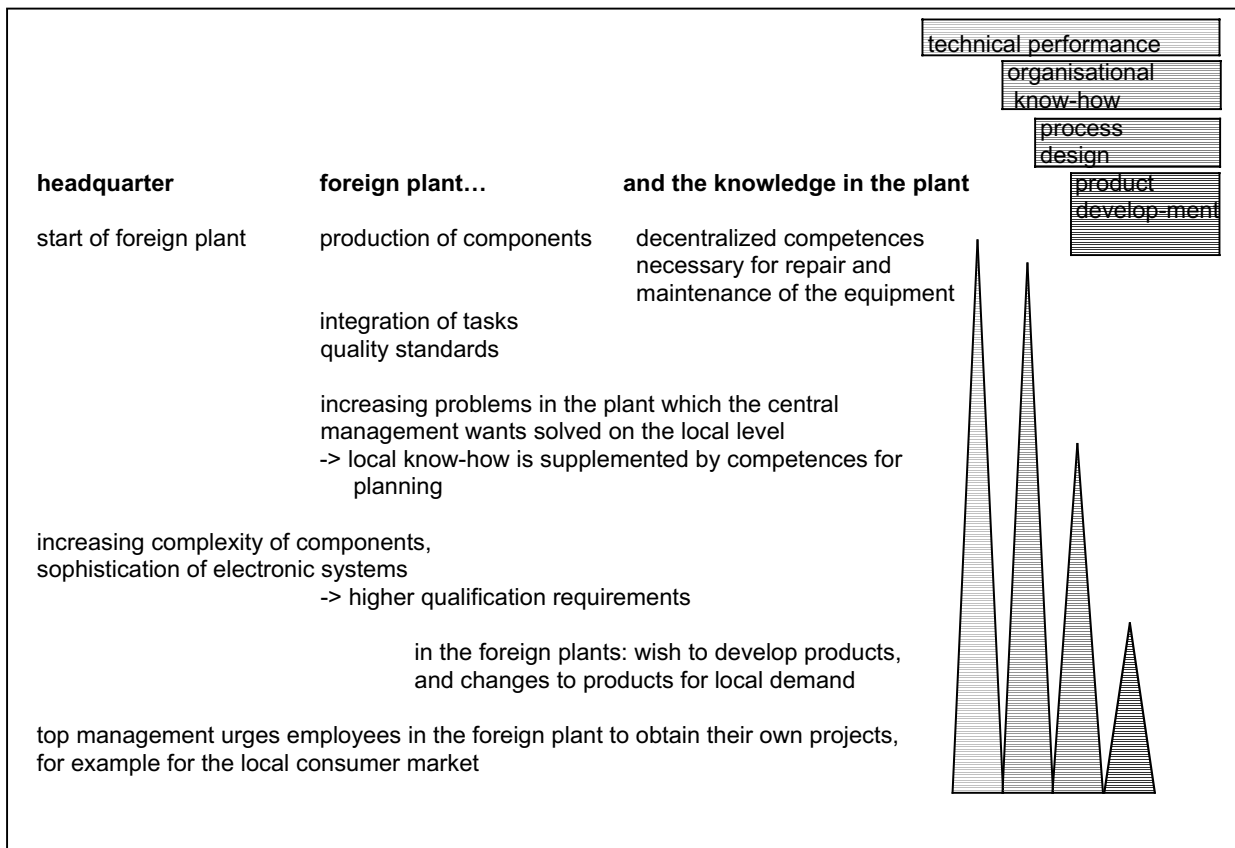 technical performance
organisational
know-how
process
design
product
develop-ment
headquarter foreign plant… and the knowledge in the plant
start of foreign plant production of components decentralized competences
necessary for repair and
maintenance of the equipment
integration of tasks
quality standards
increasing problems in the plant which the central
management wants solved on the local level
-> local know-how is supplemented by competences for
planning
increasing complexity of components,
sophistication of electronic systems
-> higher qualification requirements
in the foreign plants: wish to develop products,
and changes to products for local demand
top management urges employees in the foreign plant to obtain their own projects,
for example for the local consumer market